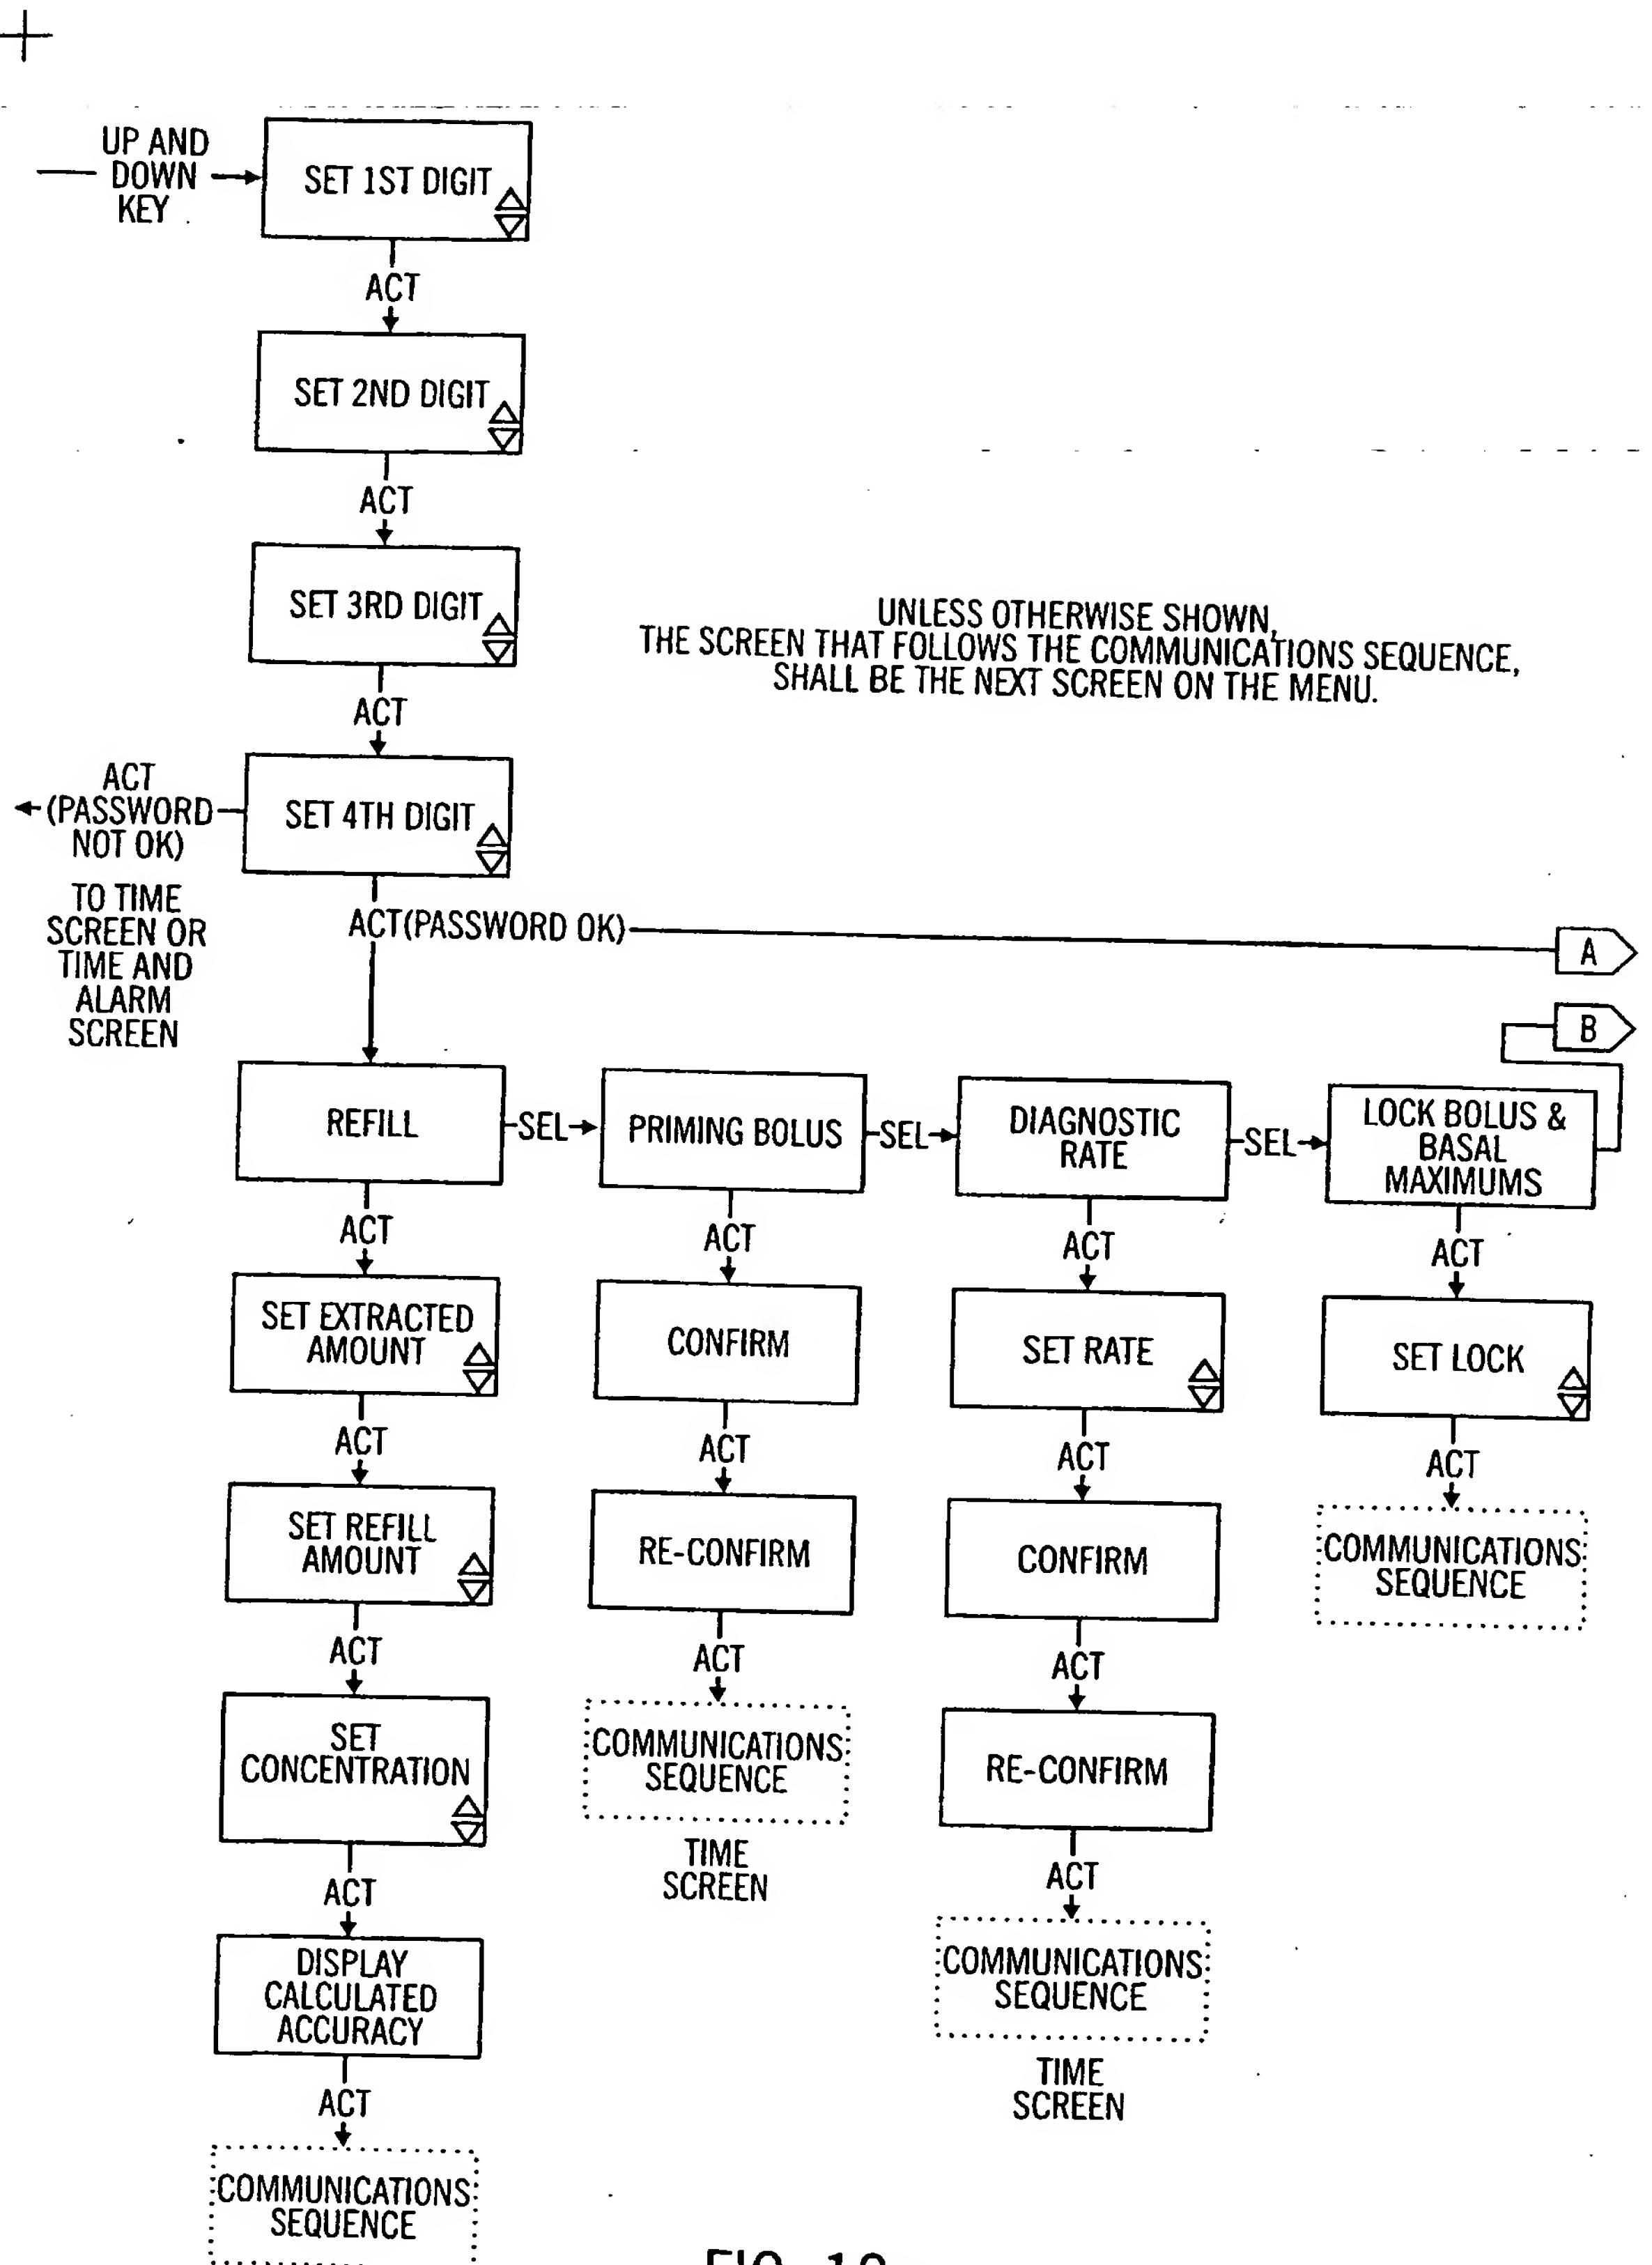 UP AND
DOWN
KEY
SET 1ST DIGIT
ACT
SET 2ND DIGIT
ACT
SET 3RD DIGIT
UNLESS OTHERWISE SHOWN,
THE SCREEN THAT FOLLOWS THE COMMUNICATIONS SEQUENCE,
SHALL BE THE NEXT SCREEN ON THE MENU.
ACT
ACT
(PASSWORD
NOT OK)
SET 4TH DIGIT
TO TIME
SCREEN OR
TIME AND
ALARM
SCREEN
ACT(PASSWORD OK)
A
B
REFILL
SEL
PRIMING BOLUS
SEL
DIAGNOSTIC
RATE
SEL
LOCK BOLUS &
BASAL
MAXIMUMS
ACT
SET EXTRACTED
AMOUNT
ACT
SET REFILL
AMOUNT
ACT
SET
CONCENTRATION
ACT
DISPLAY
CALCULATED
ACCURACY
ACT
COMMUNICATIONS
SEQUENCE
ACT
CONFIRM
ACT
RE-CONFIRM
ACT
COMMUNICATIONS
SEQUENCE
TIME
SCREEN
ACT
SET RATE
ACT
CONFIRM
ACT
RE-CONFIRM
ACT
COMMUNICATIONS
SEQUENCE
TIME
SCREEN
ACT
SET LOCK
ACT
COMMUNICATIONS
SEQUENCE
FIG.